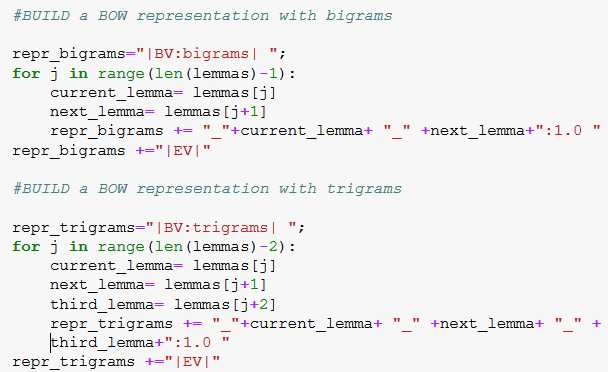 #BUILD a BOW representation with bigrams
repr_bigrams="|BV:bigrams| ";
for j in range(len(lemmas)-1):
    current_lemma= lemmas[j]
    next_lemma= lemmas[j+1]
    repr_bigrams += "_"+current_lemma+ "_" +next_lemma+":1.0 "
repr_bigrams +="|EV|"
#BUILD a BOW representation with trigrams
repr_trigrams="|BV:trigrams| ";
for j in range(len(lemmas)-2):
    current_lemma= lemmas[j]
    next_lemma= lemmas[j+1]
    third_lemma= lemmas[j+2]
    repr_trigrams += "_"+current_lemma+ "_" +next_lemma+ "_" +
    third_lemma+":1.0 "
repr_trigrams +="|EV|"